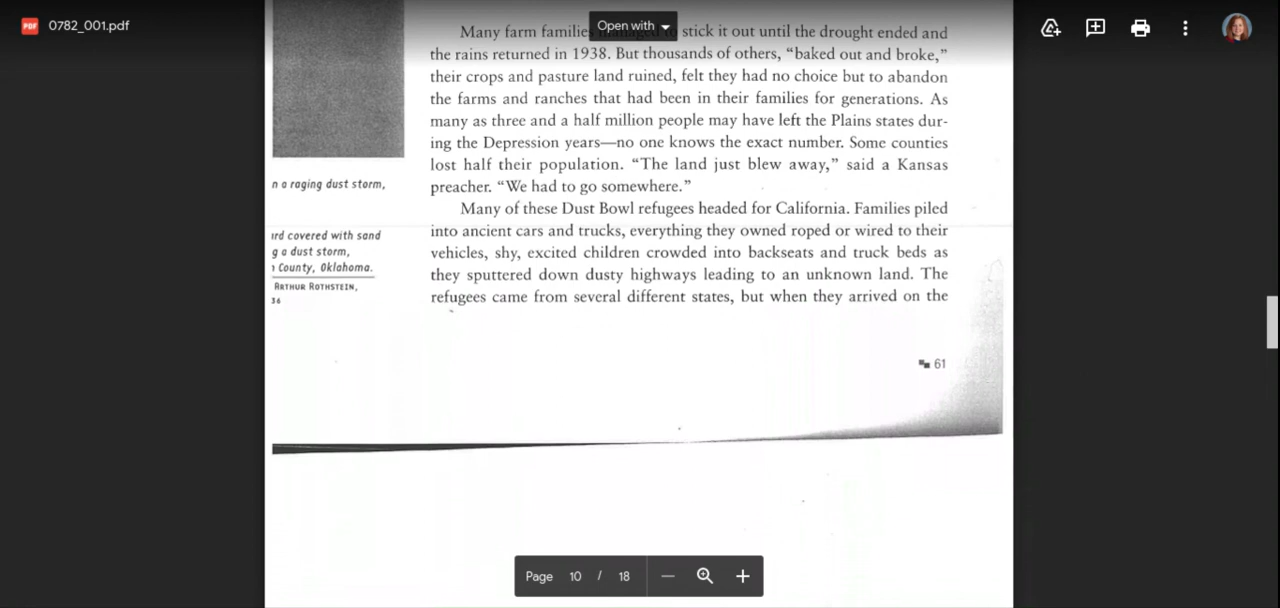 0782_001.pdf
Open with
Many farm families managed to stick it out until the drought ended and
the rains returned in 1938. But thousands of others, “baked out and broke,”
their crops and pasture land ruined, felt they had no choice but to abandon
the farms and ranches that had been in their families for generations. As
many as three and a half million people may have left the Plains states dur-
ing the Depression years—no one knows the exact number. Some counties
lost half their population. “The land just blew away,” said a Kansas
preacher. “We had to go somewhere.”
Many of these Dust Bowl refugees headed for California. Families piled
into ancient cars and trucks, everything they owned roped or wired to their
vehicles, shy, excited children crowded into backseats and truck beds as
they sputtered down dusty highways leading to an unknown land. The
refugees came from several different states, but when they arrived on the
n a raging dust storm,
ard covered with sand
g a dust storm,
County, Oklahoma.
ARTHUR ROTHSTEIN,
36
61
Page 10 / 18